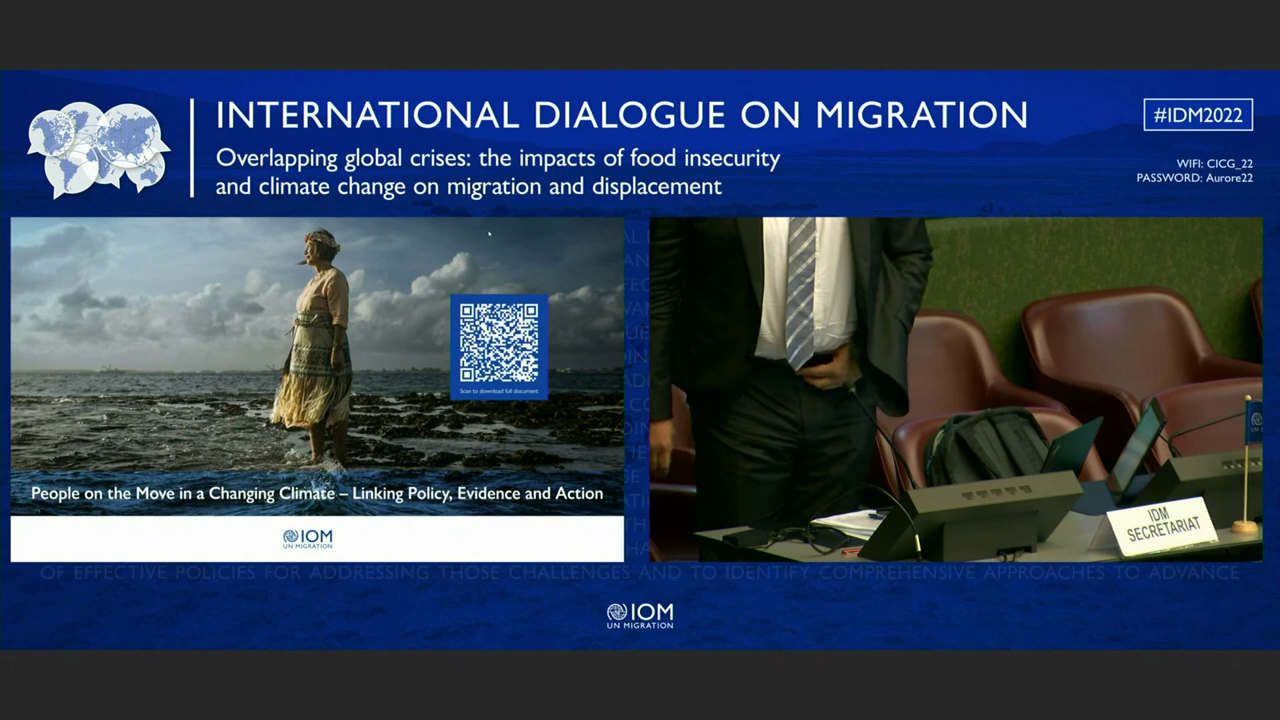 INTERNATIONAL DIALOGUE ON MIGRATION
Overlapping global crises: the impacts of food insecurity
and climate change on migration and displacement
#IDM2022
WIFI: CICG_22
PASSWORD: Aurore22
Scan to download full document
People on the Move in a Changing Climate – Linking Policy, Evidence and Action
IOM
UN MIGRATION
IDM
SECRETARIAT
OF EFFECTIVE POLICIES FOR ADDRESSING THOSE CHALLENGES AND TO IDENTIFY COMPREHENSIVE APPROACHES TO ADVANCE
IOM
UN MIGRATION